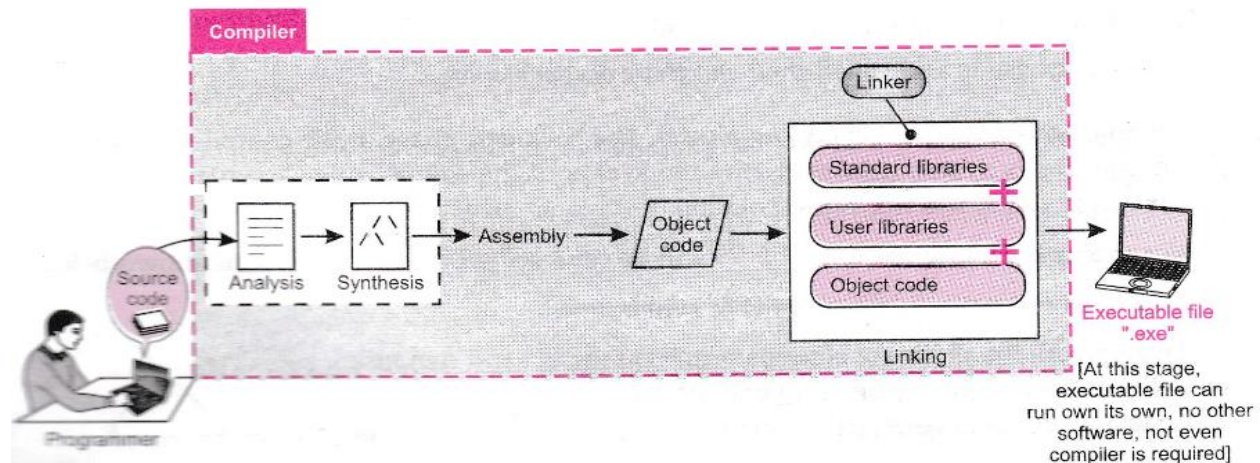 Compiler
Linker
Standard libraries
+
User libraries
+
Object code
Linking
Source
code
Analysis
Synthesis
Assembly
Object
code
Programmer
Executable file
".exe"
[At this stage,
executable file can
run own its own, no other
software, not even
compiler is required]